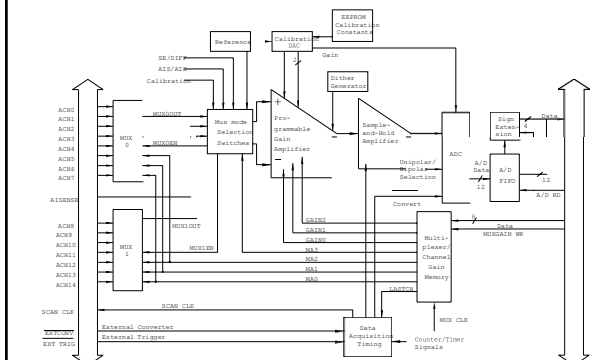 EEPROM
Calibration
Constants
Calibration
DAC
Reference
Gain
2
SE/DIFF
AIS/AIS
Calibration
Dither
Generator
ACH0
ACH1
ACH2
ACH3
ACH4
ACH5
ACH6
ACH7
MUX
0
MUX0OUT
MUX0EN
Mux mode
Selection
Switches
+
Pro-
grammable
Gain
Amplifier
Sample-
and-Hold
Amplifier
ADC
Sign
Exten-
sion
4
Data
Unipolar/
Bipolar
Selection
A/D
Data
12
A/D
FIFO
12
A/D RD
Convert
AISENSE
ACH8
ACH9
ACH10
ACH11
ACH12
ACH13
ACH14
MUX
1
MUX1OUT
MUX1EN
GAIN2
GAIN1
GAIN0
MA3
MA2
MA1
MA0
LASTCH
Multi-
plexer/
Channel
Gain
Memory
8
Data
MUXGAIN WR
SCAN CLK
SCAN CLK
MUX CLK
EXTCONV
External Converter
EXT TRIG
External Trigger
Data
Acquisition
Timing
Counter/Timer
Signals